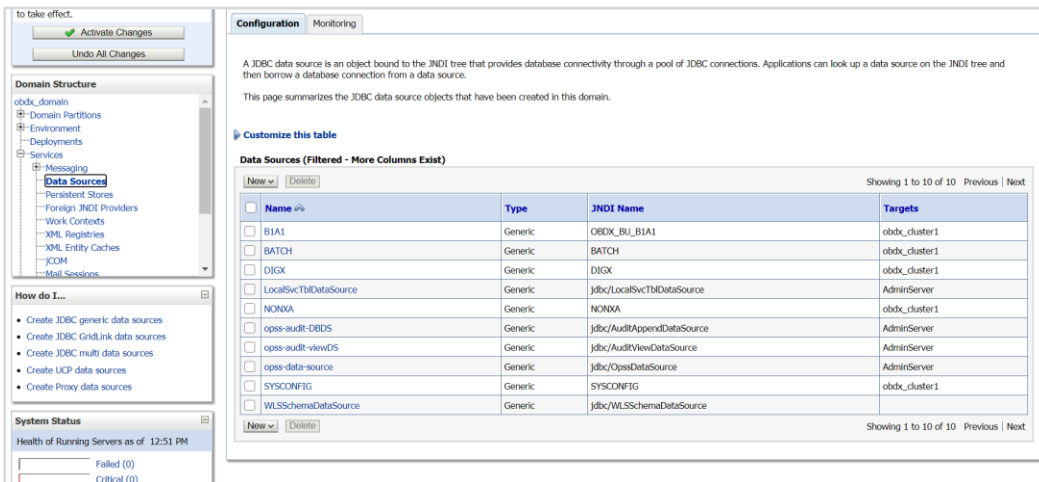 to take effect.
Activate Changes
Undo All Changes
Domain Structure
obdx_domain
Domain Partitions
Environment
Deployments
Services
Messaging
Data Sources
Persistent Stores
Foreign JNDI Providers
Work Contexts
XML Registries
XML Entity Caches
jCOM
Mail Sessions
How do I...
Create JDBC generic data sources
Create JDBC GridLink data sources
Create JDBC multi data sources
Create UCP data sources
Create Proxy data sources
System Status
Health of Running Servers as of 12:51 PM
Failed (0)
Critical (0)
Configuration Monitoring
A JDBC data source is an object bound to the JNDI tree that provides database connectivity through a pool of JDBC connections. Applications can look up a data source on the JNDI tree and
then borrow a database connection from a data source.
This page summarizes the JDBC data source objects that have been created in this domain.
Customize this table
Data Sources (Filtered - More Columns Exist)
New Delete Showing 1 to 10 of 10 Previous | Next
Name Type JNDI Name Targets
B1A1 Generic OBDX_BU_B1A1 obdx_cluster1
BATCH Generic BATCH obdx_cluster1
DIGX Generic DIGX obdx_cluster1
LocalSvcTblDataSource Generic jdbc/LocalSvcTblDataSource AdminServer
NONXA Generic NONXA obdx_cluster1
opss-audit-DBDS Generic jdbc/AuditAppendDataSource AdminServer
opss-audit-viewDS Generic jdbc/AuditViewDataSource AdminServer
opss-data-source Generic jdbc/OpssDataSource AdminServer
SYSCONFIG Generic SYSCONFIG obdx_cluster1
WLSSchemaDataSource Generic jdbc/WLSSchemaDataSource
New Delete Showing 1 to 10 of 10 Previous | Next